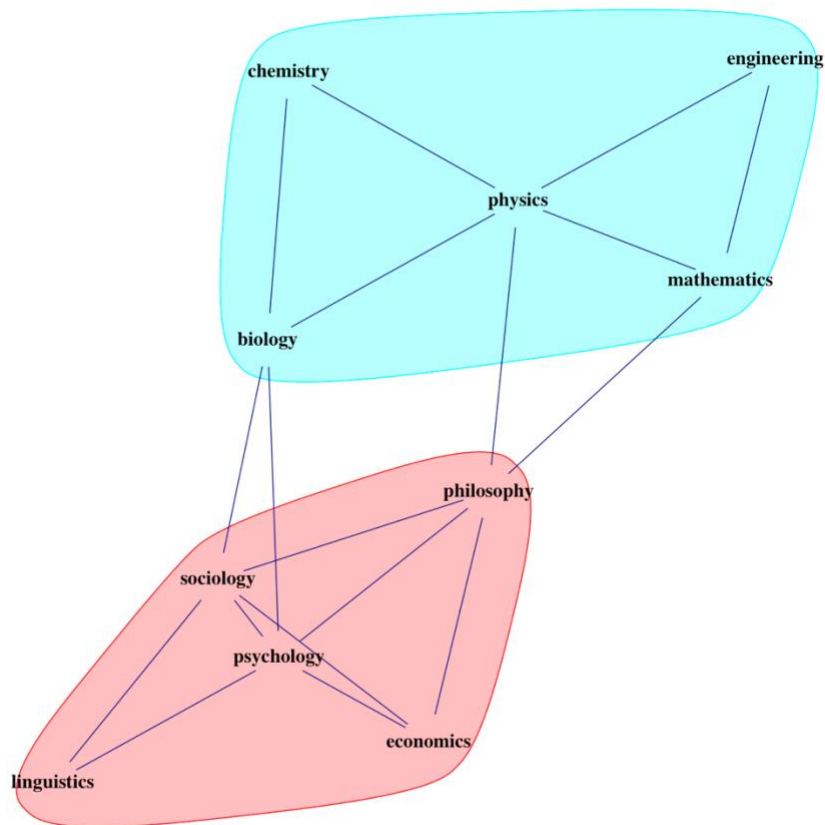 engineering
chemistry
physics
mathematics
biology
philosophy
sociology
psychology
economics
linguistics